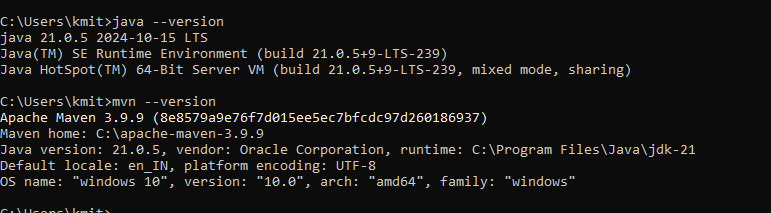 C:\Users\kmit>java --version
java 21.0.5 2024-10-15 LTS
Java(TM) SE Runtime Environment (build 21.0.5+9-LTS-239)
Java HotSpot(TM) 64-Bit Server VM (build 21.0.5+9-LTS-239, mixed mode, sharing)
C:\Users\kmit>mvn --version
Apache Maven 3.9.9 (8e8579a9e76f7d015ee5ec7bfcdc97d260186937)
Maven home: C:\apache-maven-3.9.9
Java version: 21.0.5, vendor: Oracle Corporation, runtime: C:\Program Files\Java\jdk-21
Default locale: en_IN, platform encoding: UTF-8
OS name: "windows 10", version: "10.0", arch: "amd64", family: "windows"